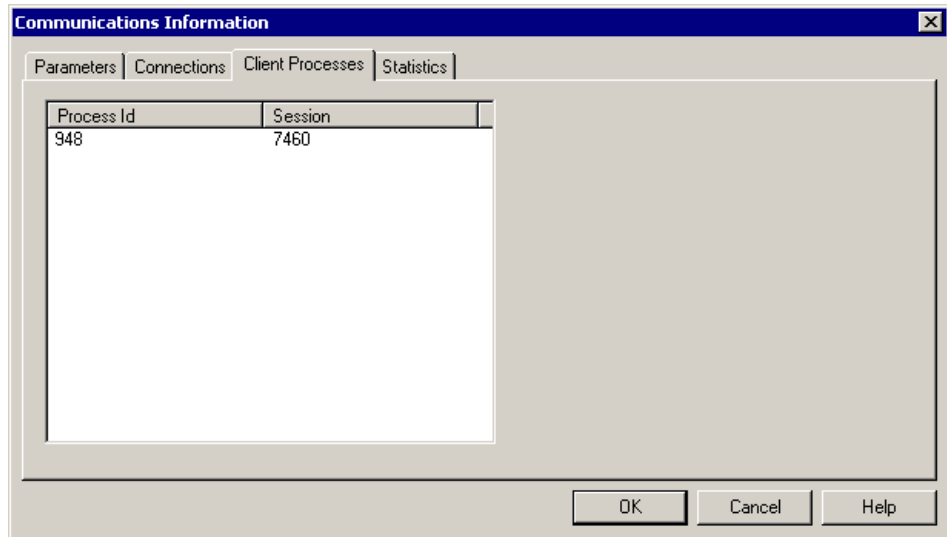 Communications Information
Parameters Connections Client Processes Statistics
Process Id Session
948 7460
OK Cancel Help